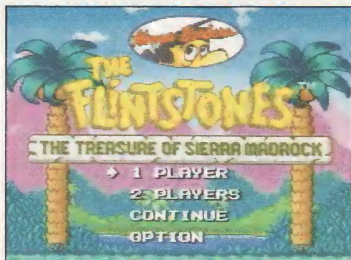 THE
FLINTSTONES
THE TREASURE OF SIERRA MADROCK
1 PLAYER
2 PLAYERS
CONTINUE
OPTION